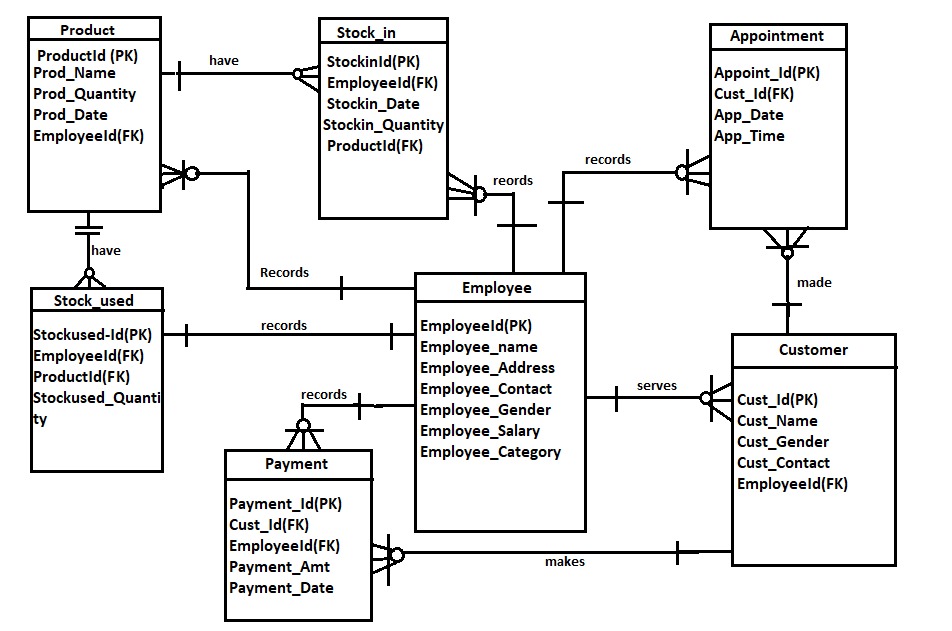 Product
ProductId (PK)
Prod_Name
Prod_Quantity
Prod_Date
EmployeeId(FK)
have
Stock_in
StockinId(PK)
EmployeeId(FK)
Stockin_Date
Stockin_Quantity
ProductId(FK)
Appointment
Appoint_Id(PK)
Cust_Id(FK)
App_Date
App_Time
records
reords
have
Records
made
Stock_used
Stockused-Id(PK)
EmployeeId(FK)
ProductId(FK)
Stockused_Quanti
ty
records
Employee
EmployeeId(PK)
Employee_name
Employee_Address
Employee_Contact
Employee_Gender
Employee_Salary
Employee_Category
serves
Customer
Cust_Id(PK)
Cust_Name
Cust_Gender
Cust_Contact
EmployeeId(FK)
records
Payment
Payment_Id(PK)
Cust_Id(FK)
EmployeeId(FK)
Payment_Amt
Payment_Date
makes